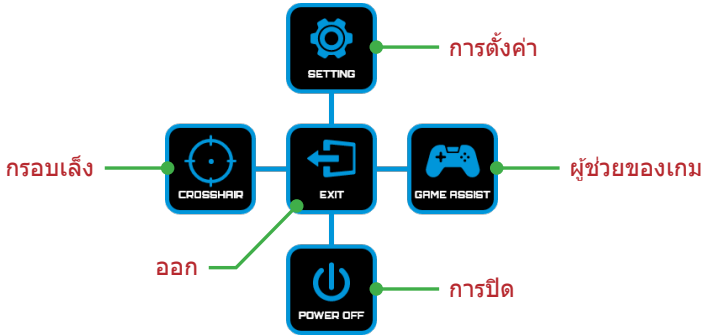 SETTING
การตั้งค่า
กรอบเล็ง
CROSSHAIR
EXIT
GAME ASSIST
ผู้ช่วยของเกม
ออก
POWER OFF
การปิด